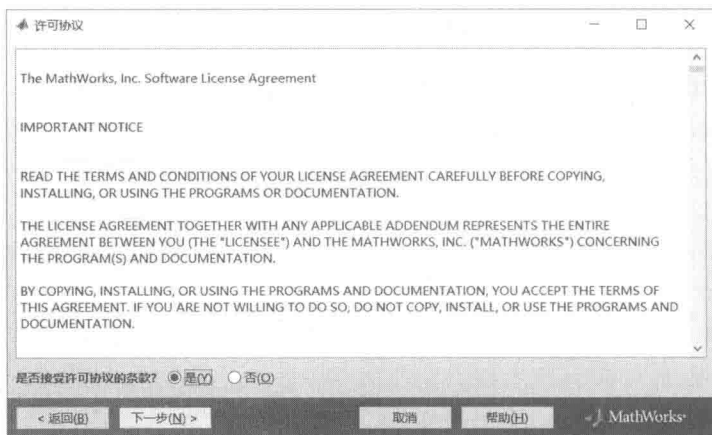 许可协议
The MathWorks, Inc. Software License Agreement
IMPORTANT NOTICE
READ THE TERMS AND CONDITIONS OF YOUR LICENSE AGREEMENT CAREFULLY BEFORE COPYING,
INSTALLING, OR USING THE PROGRAMS OR DOCUMENTATION.
THE LICENSE AGREEMENT TOGETHER WITH ANY APPLICABLE ADDENDUM REPRESENTS THE ENTIRE
AGREEMENT BETWEEN YOU (THE "LICENSEE") AND THE MATHWORKS, INC. ("MATHWORKS") CONCERNING
THE PROGRAM(S) AND DOCUMENTATION.
BY COPYING, INSTALLING, OR USING THE PROGRAMS AND DOCUMENTATION, YOU ACCEPT THE TERMS OF
THIS AGREEMENT. IF YOU ARE NOT WILLING TO DO SO, DO NOT COPY, INSTALL, OR USE THE PROGRAMS AND
DOCUMENTATION.
是否接受许可协议的条款? 是(Y) 否(O)
< 返回(B) 下一步(N) > 取消 帮助(H) MathWorks